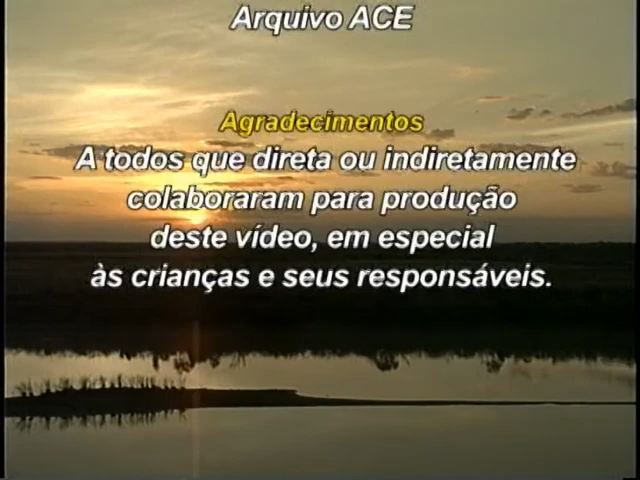 Arquivo ACE
Agradecimentos
A todos que direta ou indiretamente
colaboraram para produção
deste vídeo, em especial
às crianças e seus responsáveis.